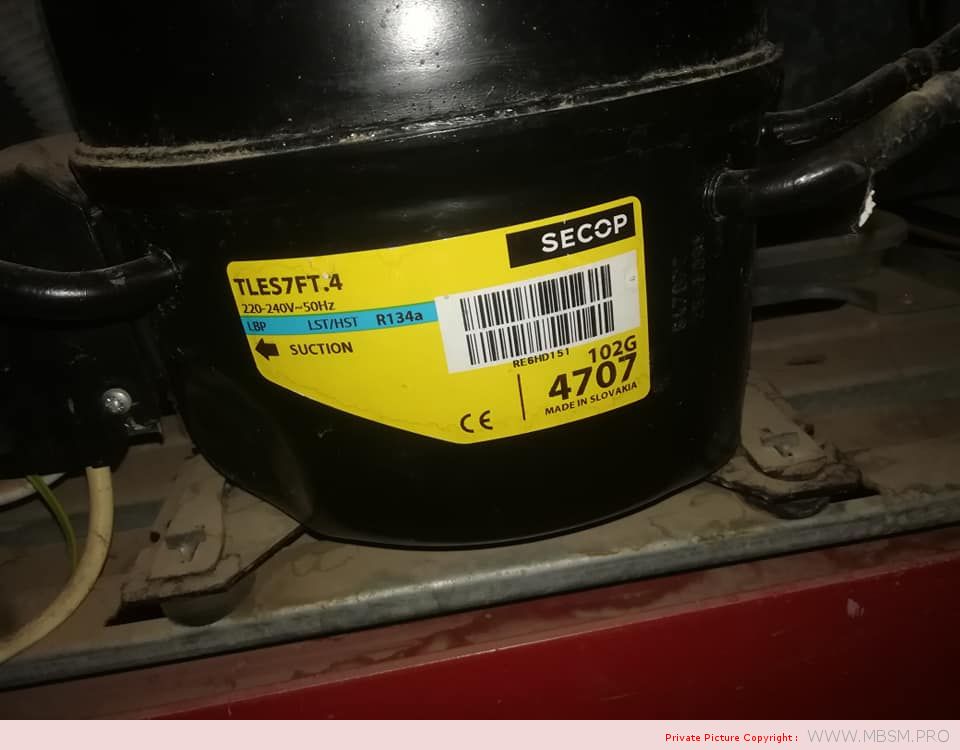 SECOP
TLES7FT.4
220-240V~50Hz
LBP LST/HST R134a
SUCTION
RE6HD151 102G
4707
MADE IN SLOVAKIA
CE
Private Picture Copyright : WWW.MBSM.PRO